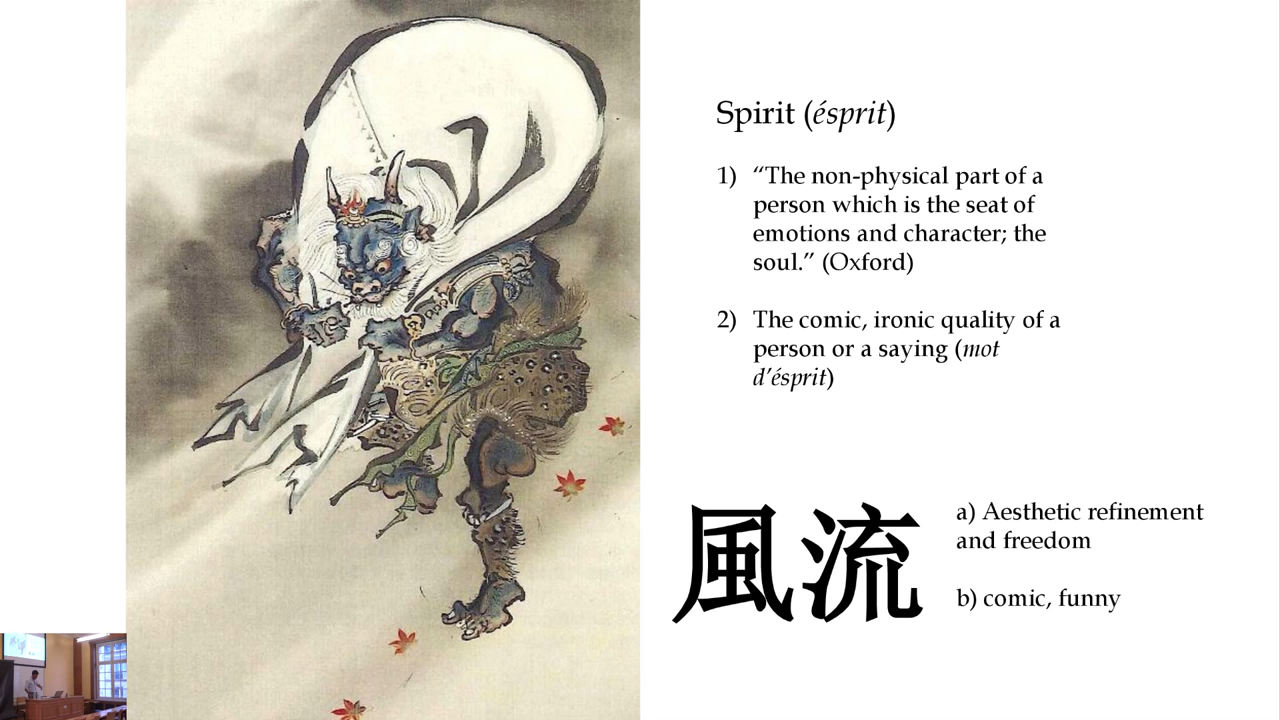 Spirit (ésprit)
1) “The non-physical part of a
person which is the seat of
emotions and character; the
soul.” (Oxford)
2) The comic, ironic quality of a
person or a saying (mot
d’ésprit)
風流
a) Aesthetic refinement
and freedom
b) comic, funny